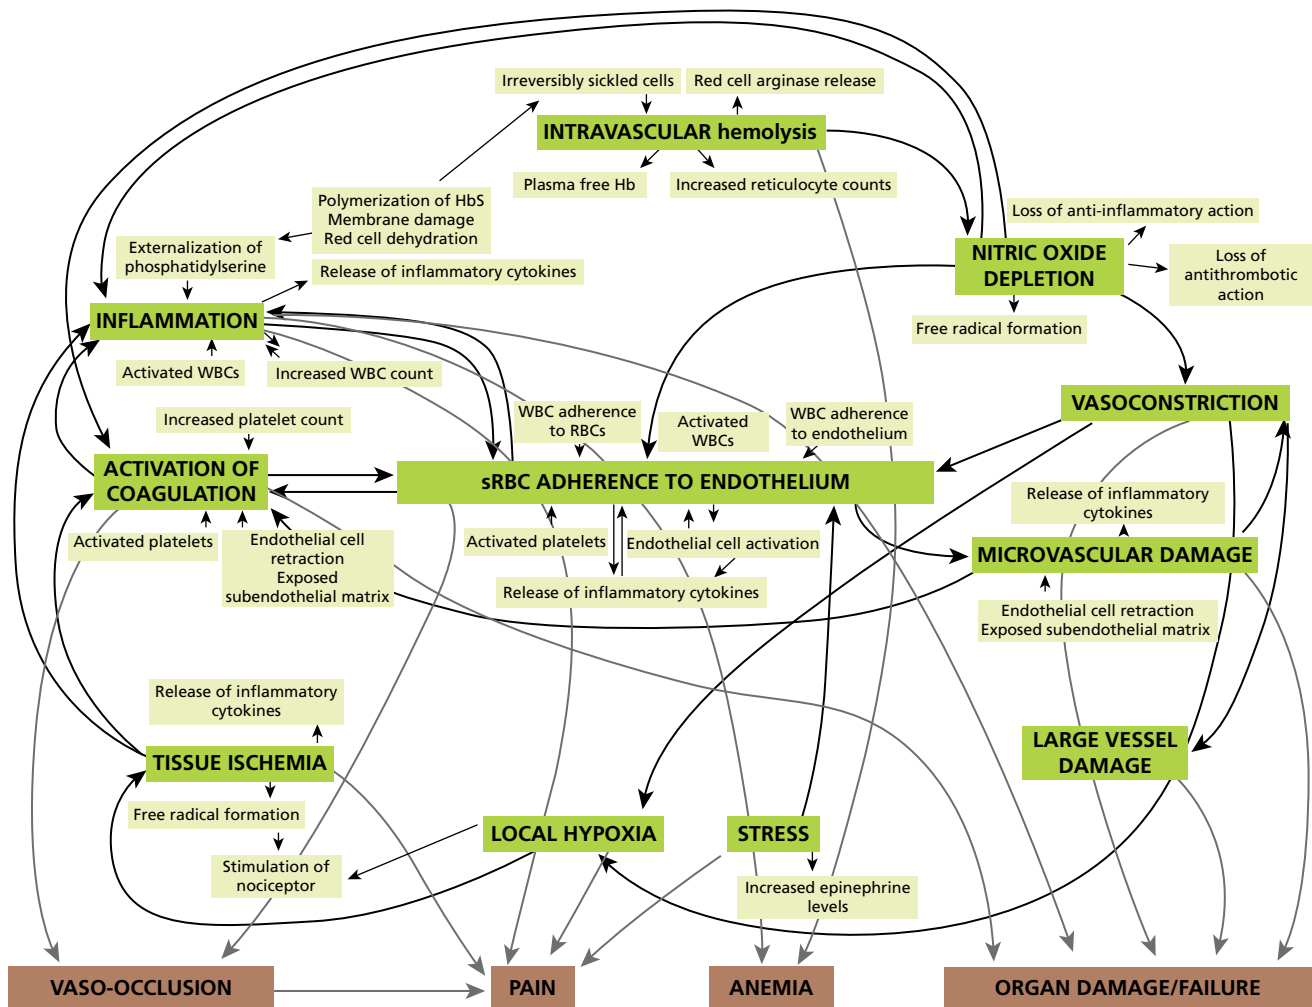 Irreversibly sickled cells
Red cell arginase release
INTRAVASCULAR hemolysis
Plasma free Hb
Increased reticulocyte counts
Polymerization of HbS
Membrane damage
Red cell dehydration
Loss of anti-inflammatory action
Externalization of
phosphatidylserine
Release of inflammatory cytokines
NITRIC OXIDE
DEPLETION
Loss of
antithrombotic
action
INFLAMMATION
Free radical formation
Activated WBCs
Increased WBC count
VASOCONSTRICTION
Increased platelet count
WBC adherence
to RBCs
Activated
WBCs
WBC adherence
to endothelium
ACTIVATION OF
COAGULATION
sRBC ADHERENCE TO ENDOTHELIUM
Release of inflammatory
cytokines
Activated platelets
Endothelial cell
retraction
Exposed
subendothelial matrix
Activated platelets
Endothelial cell activation
MICROVASCULAR DAMAGE
Release of inflammatory cytokines
Endothelial cell retraction
Exposed subendothelial matrix
Release of inflammatory
cytokines
TISSUE ISCHEMIA
LARGE VESSEL
DAMAGE
Free radical formation
LOCAL HYPOXIA
STRESS
Stimulation of
nociceptor
Increased epinephrine
levels
VASO-OCCLUSION
PAIN
ANEMIA
ORGAN DAMAGE/FAILURE